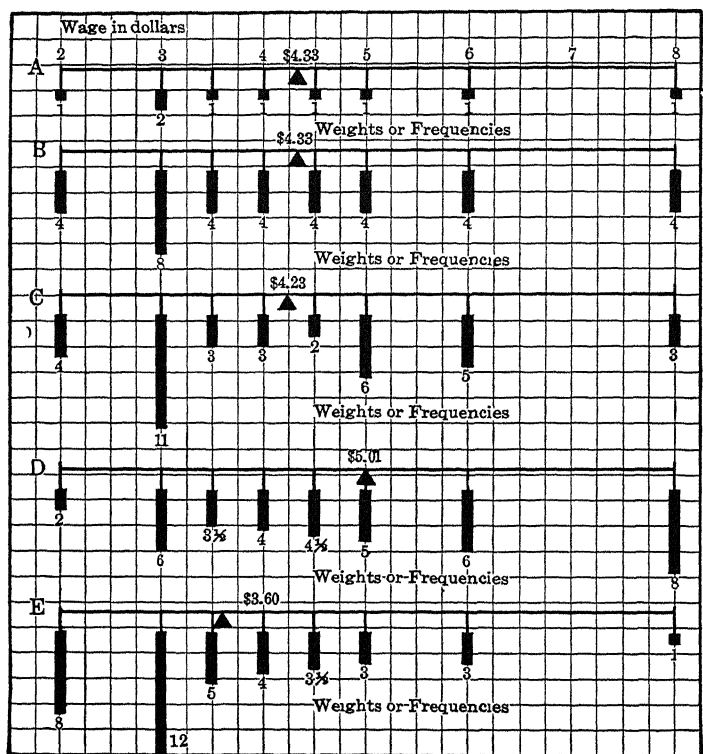 Wage in dollars
2 3 4 5 6 7 8
$4.33
A
1 2 1 1 1 1 1 1
Weights or Frequencies
$4.33
B
4 8 4 4 4 4 4 4
Weights or Frequencies
C
$4.23
4 11 3 3 2 6 5 3
Weights or Frequencies
$5.01
D
2 6 3½ 4 4½ 5 6 8
Weights or Frequencies
E
$3.60
8 12 5 4 3½ 3 3 1
Weights or Frequencies